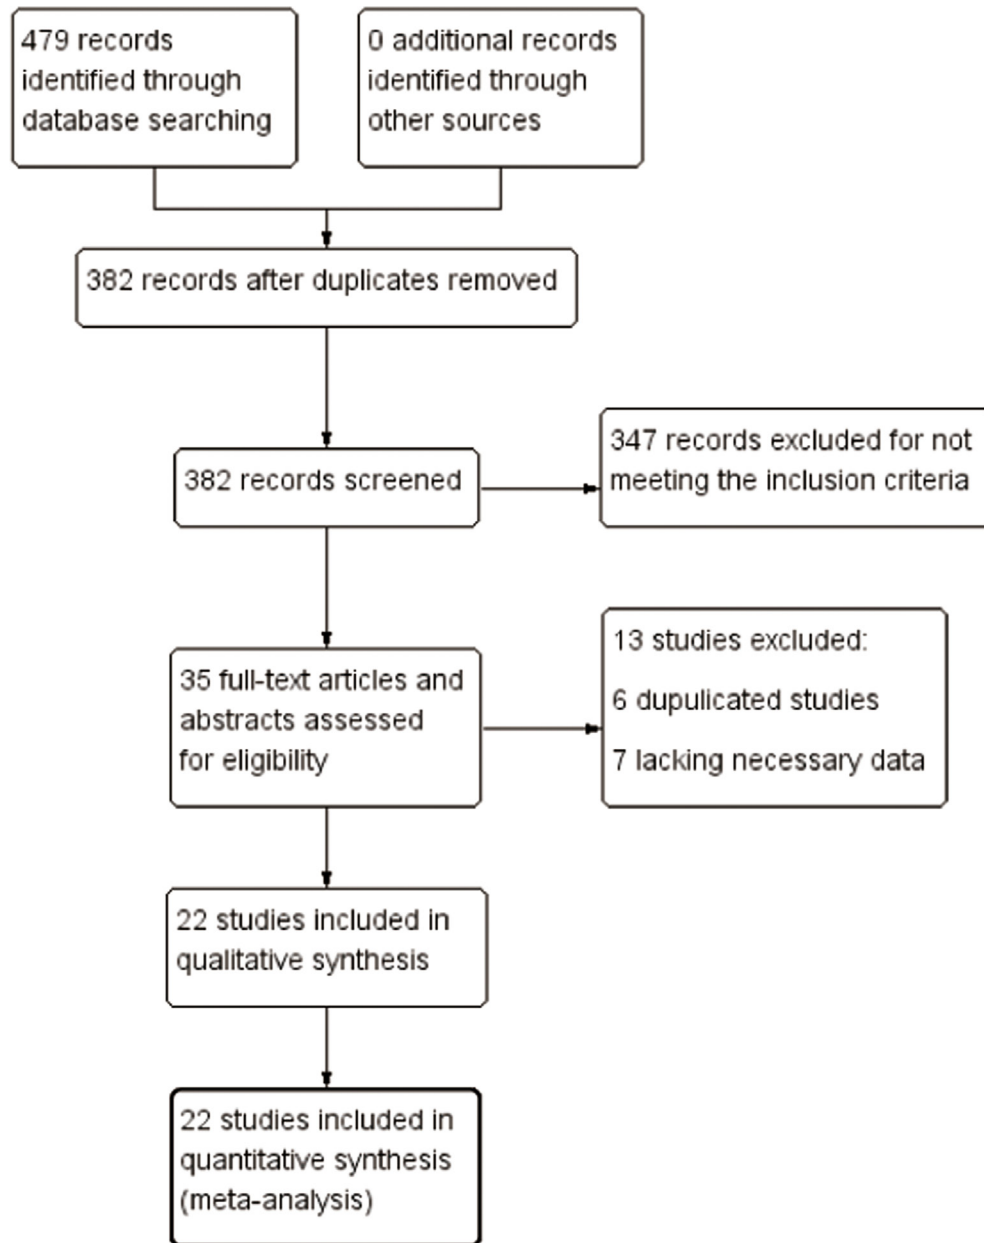 479 records
identified through
database searching
0 additional records
identified through
other sources
382 records after duplicates removed
382 records screened
347 records excluded for not
meeting the inclusion criteria
35 full-text articles and
abstracts assessed
for eligibility
13 studies excluded:
6 dupulicated studies
7 lacking necessary data
22 studies included in
qualitative synthesis
22 studies included in
quantitative synthesis
(meta-analysis)